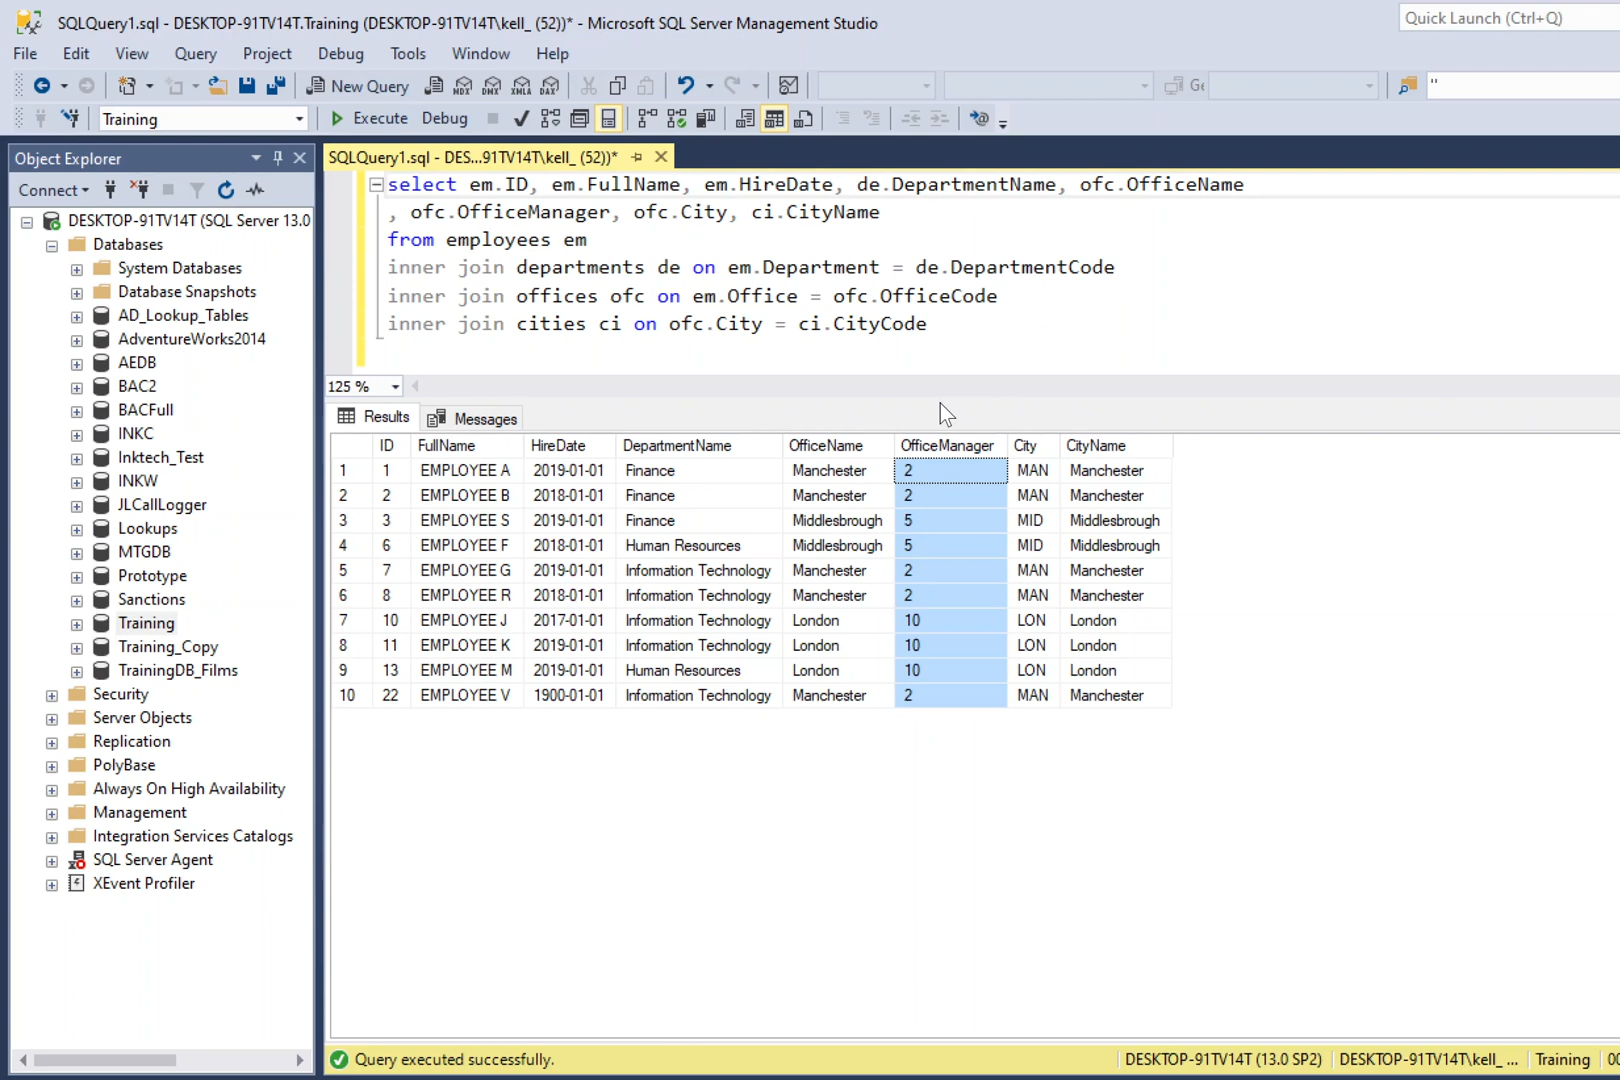 SQLQuery1.sql - DESKTOP-91TV14T.Training (DESKTOP-91TV14T\kell_ (52))* - Microsoft SQL Server Management Studio
Quick Launch (Ctrl+Q)
File Edit View Query Project Debug Tools Window Help
New Query MDX DMX XMLA DAX Ge "
Training Execute Debug
Object Explorer
SQLQuery1.sql - DES...91TV14T\kell_ (52))*
Connect
DESKTOP-91TV14T (SQL Server 13.0
Databases
System Databases
Database Snapshots
AD_Lookup_Tables
AdventureWorks2014
AEDB
BAC2
BACFull
INKC
Inktech_Test
INKW
JLCallLogger
Lookups
MTGDB
Prototype
Sanctions
Training
Training_Copy
TrainingDB_Films
Security
Server Objects
Replication
PolyBase
Always On High Availability
Management
Integration Services Catalogs
SQL Server Agent
XEvent Profiler
select em.ID, em.FullName, em.HireDate, de.DepartmentName, ofc.OfficeName
, ofc.OfficeManager, ofc.City, ci.CityName
from employees em
inner join departments de on em.Department = de.DepartmentCode
inner join offices ofc on em.Office = ofc.OfficeCode
inner join cities ci on ofc.City = ci.CityCode
125 %
Results Messages
ID FullName HireDate DepartmentName OfficeName OfficeManager City CityName
1 1 EMPLOYEE A 2019-01-01 Finance Manchester 2 MAN Manchester
2 2 EMPLOYEE B 2018-01-01 Finance Manchester 2 MAN Manchester
3 3 EMPLOYEE S 2019-01-01 Finance Middlesbrough 5 MID Middlesbrough
4 6 EMPLOYEE F 2018-01-01 Human Resources Middlesbrough 5 MID Middlesbrough
5 7 EMPLOYEE G 2019-01-01 Information Technology Manchester 2 MAN Manchester
6 8 EMPLOYEE R 2018-01-01 Information Technology Manchester 2 MAN Manchester
7 10 EMPLOYEE J 2017-01-01 Information Technology London 10 LON London
8 11 EMPLOYEE K 2019-01-01 Information Technology London 10 LON London
9 13 EMPLOYEE M 2019-01-01 Human Resources London 10 LON London
10 22 EMPLOYEE V 1900-01-01 Information Technology Manchester 2 MAN Manchester
Query executed successfully. DESKTOP-91TV14T (13.0 SP2) DESKTOP-91TV14T\kell_ ... Training 00